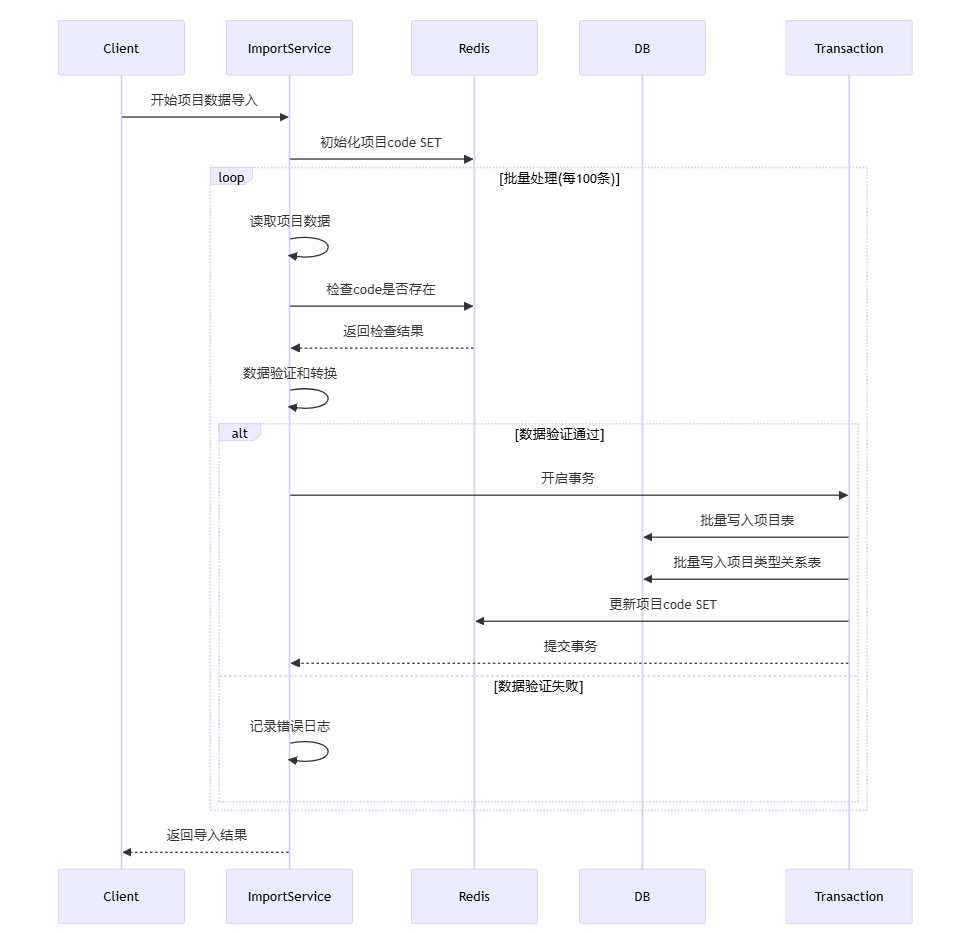 Client
ImportService
Redis
DB
Transaction
开始项目数据导入
初始化项目code SET
loop
[批量处理(每100条)]
读取项目数据
检查code是否存在
返回检查结果
数据验证和转换
alt
[数据验证通过]
开启事务
批量写入项目表
批量写入项目类型关系表
更新项目code SET
提交事务
[数据验证失败]
记录错误日志
返回导入结果
Client
ImportService
Redis
DB
Transaction